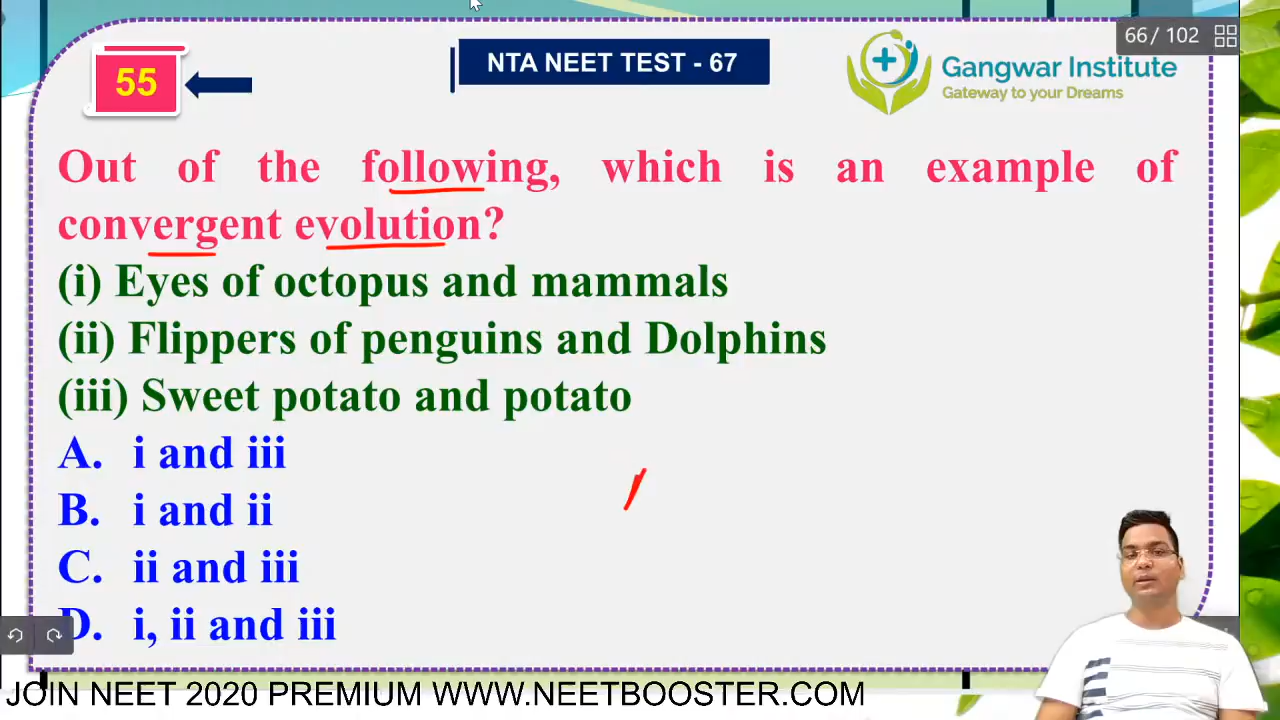 66 / 102
55
NTA NEET TEST - 67
Gangwar Institute
Gateway to your Dreams
Out of the following, which is an example of
convergent evolution?
(i) Eyes of octopus and mammals
(ii) Flippers of penguins and Dolphins
(iii) Sweet potato and potato
A. i and iii
B. i and ii
C. ii and iii
D. i, ii and iii
JOIN NEET 2020 PREMIUM WWW.NEETBOOSTER.COM